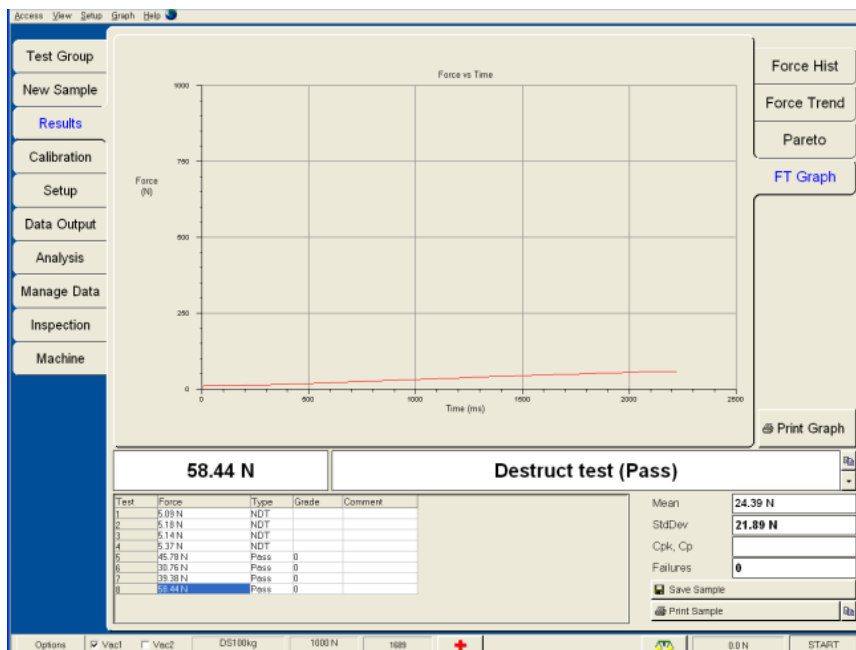 Access View Setup Graph Help
Test Group
New Sample
Results
Calibration
Setup
Data Output
Analysis
Manage Data
Inspection
Machine
Force vs Time
Force
(N)
1000
750
500
250
0
0 500 1000 1500 2000 2500
Time (ms)
Force Hist
Force Trend
Pareto
FT Graph
Print Graph
58.44 N
Destruct test (Pass)
Test Force Type Grade Comment
1 5.09 N NDT
2 5.18 N NDT
3 5.14 N NDT
4 5.37 N NDT
5 45.78 N Pass 0
6 30.76 N Pass 0
7 39.38 N Pass 0
8 58.44 N Pass 0
Mean 24.39 N
StdDev 21.89 N
Cpk, Cp
Failures 0
Save Sample
Print Sample
Options Vac1 Vac2 DS100kg 1000 N 1689 0.0 N START